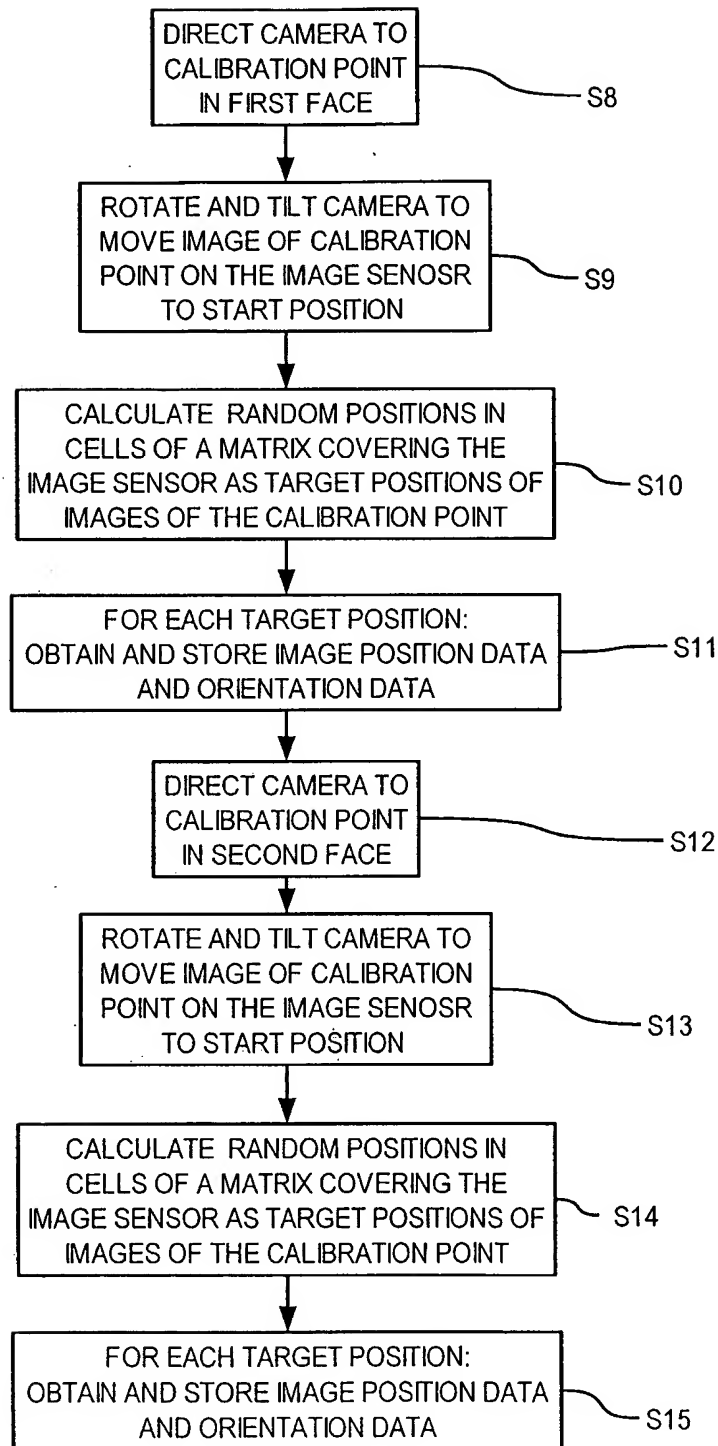 DIRECT CAMERA TO
CALIBRATION POINT
IN FIRST FACE
S8
ROTATE AND TILT CAMERA TO
MOVE IMAGE OF CALIBRATION
POINT ON THE IMAGE SENOSR
TO START POSITION
S9
CALCULATE RANDOM POSITIONS IN
CELLS OF A MATRIX COVERING THE
IMAGE SENSOR AS TARGET POSITIONS OF
IMAGES OF THE CALIBRATION POINT
S10
FOR EACH TARGET POSITION:
OBTAIN AND STORE IMAGE POSITION DATA
AND ORIENTATION DATA
S11
DIRECT CAMERA TO
CALIBRATION POINT
IN SECOND FACE
S12
ROTATE AND TILT CAMERA TO
MOVE IMAGE OF CALIBRATION
POINT ON THE IMAGE SENOSR
TO START POSITION
S13
CALCULATE RANDOM POSITIONS IN
CELLS OF A MATRIX COVERING THE
IMAGE SENSOR AS TARGET POSITIONS OF
IMAGES OF THE CALIBRATION POINT
S14
FOR EACH TARGET POSITION:
OBTAIN AND STORE IMAGE POSITION DATA
AND ORIENTATION DATA
S15